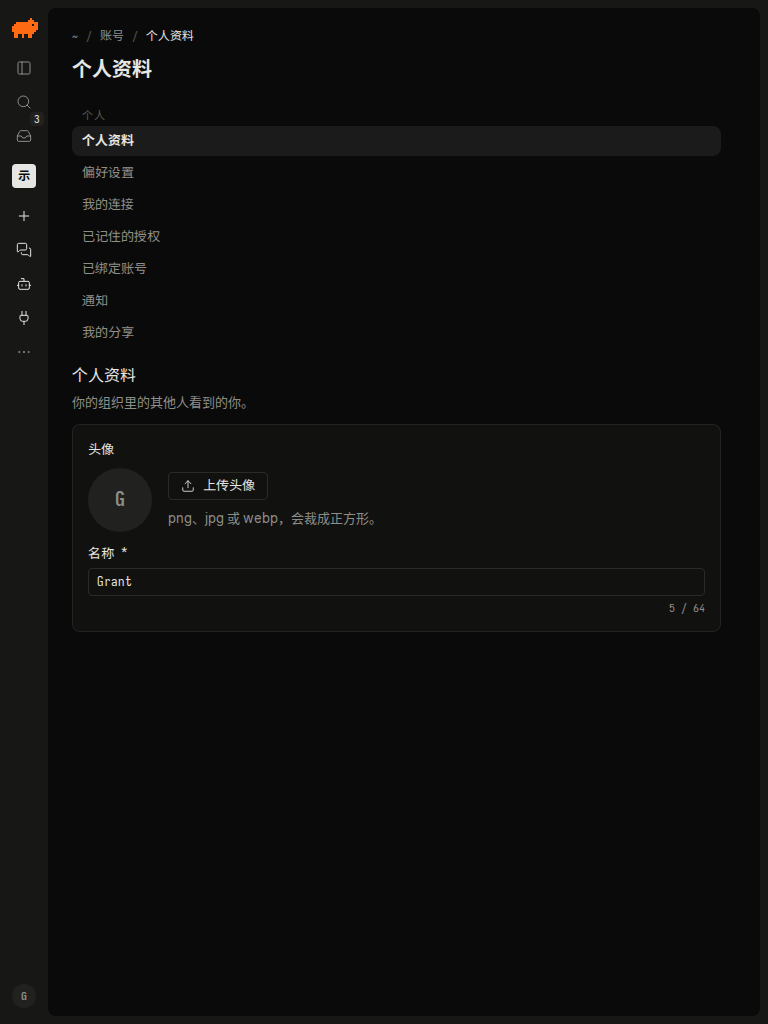 ~ / 账号 / 个人资料
个人资料
3
示
个人
个人资料
偏好设置
我的连接
已记住的授权
已绑定账号
通知
我的分享
个人资料
你的组织里的其他人看到的你。
头像
G
上传头像
png、jpg 或 webp，会裁成正方形。
名称 *
Grant
5 / 64
G